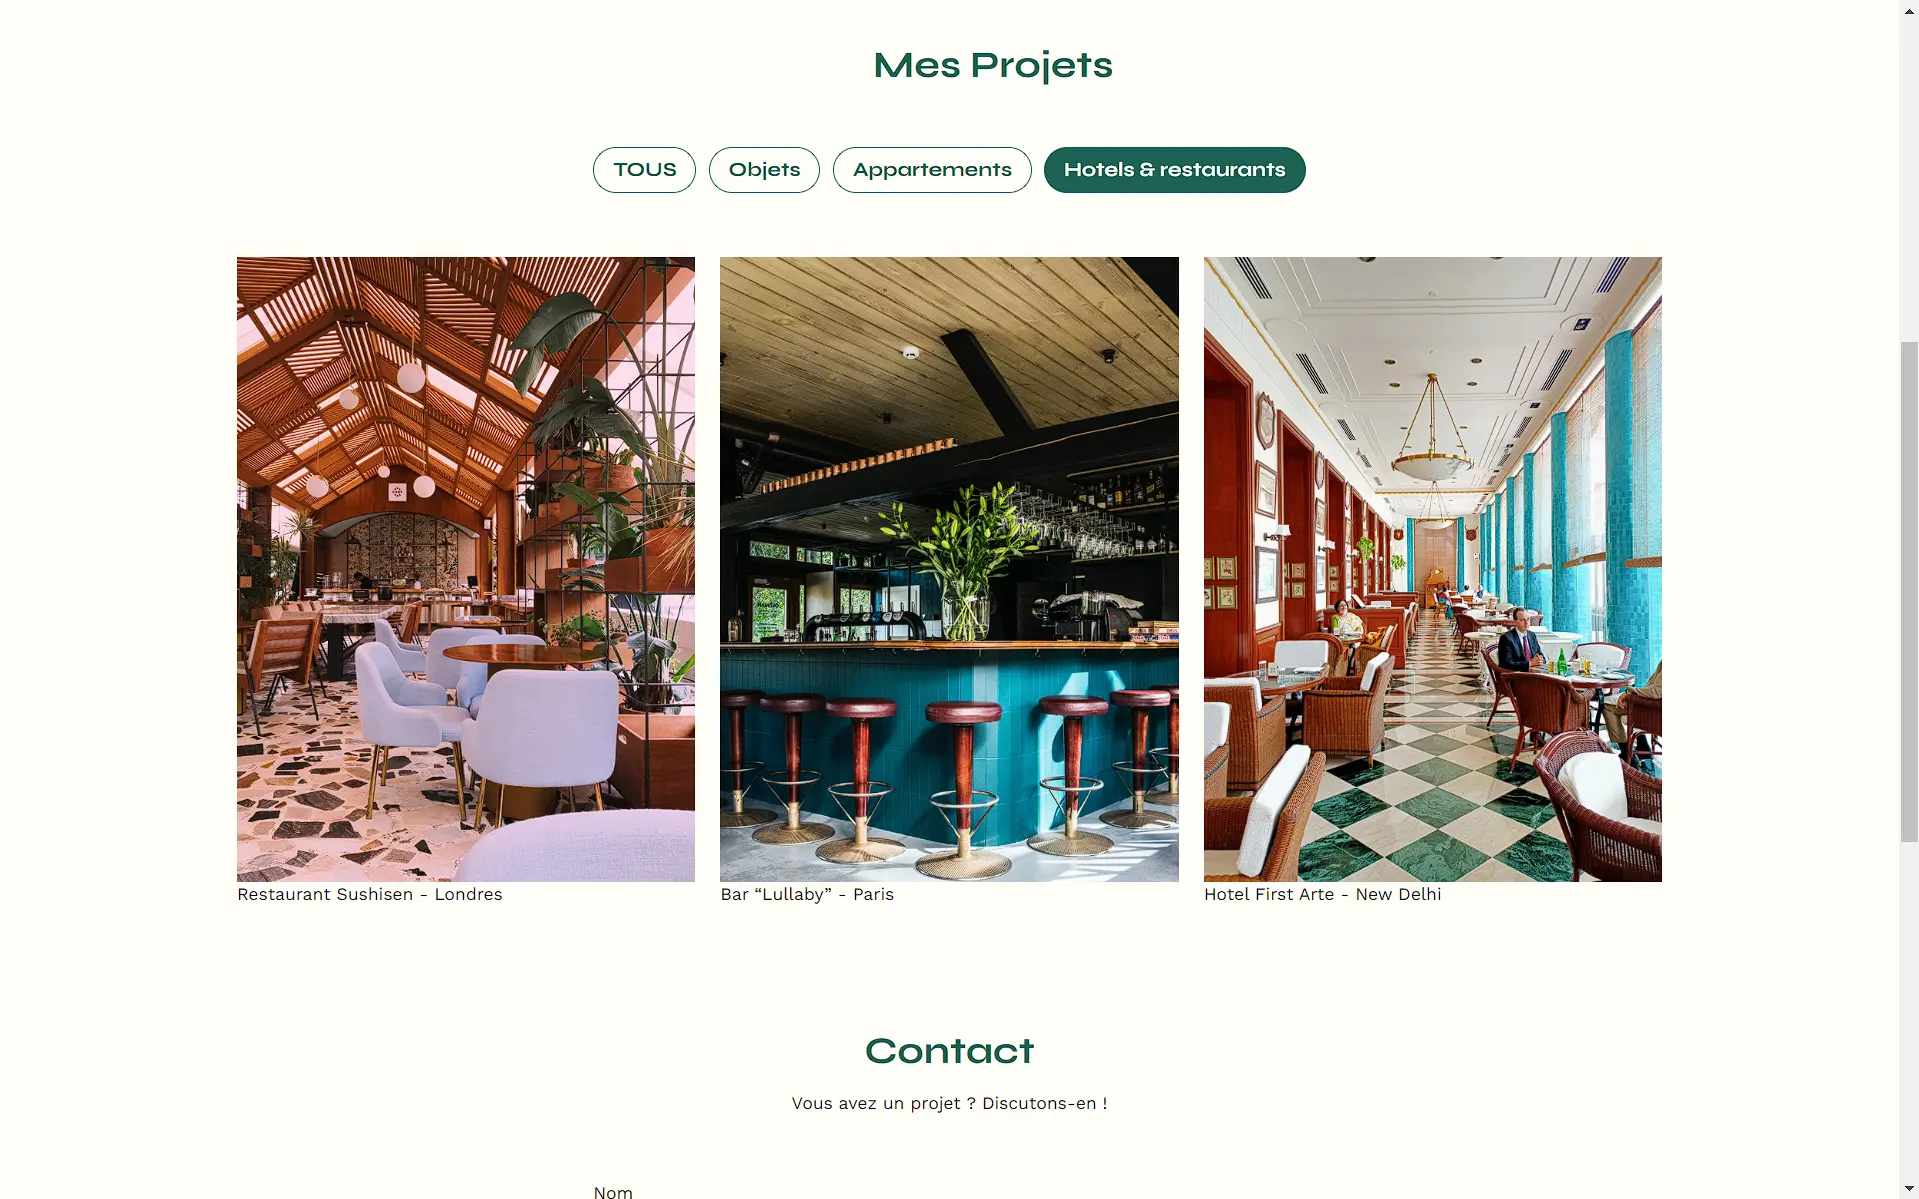 Mes Projets
TOUS
Objets
Appartements
Hotels & restaurants
Restaurant Sushisen - Londres
Bar “Lullaby” - Paris
Hotel First Arte - New Delhi
Contact
Vous avez un projet ? Discutons-en !
Nom